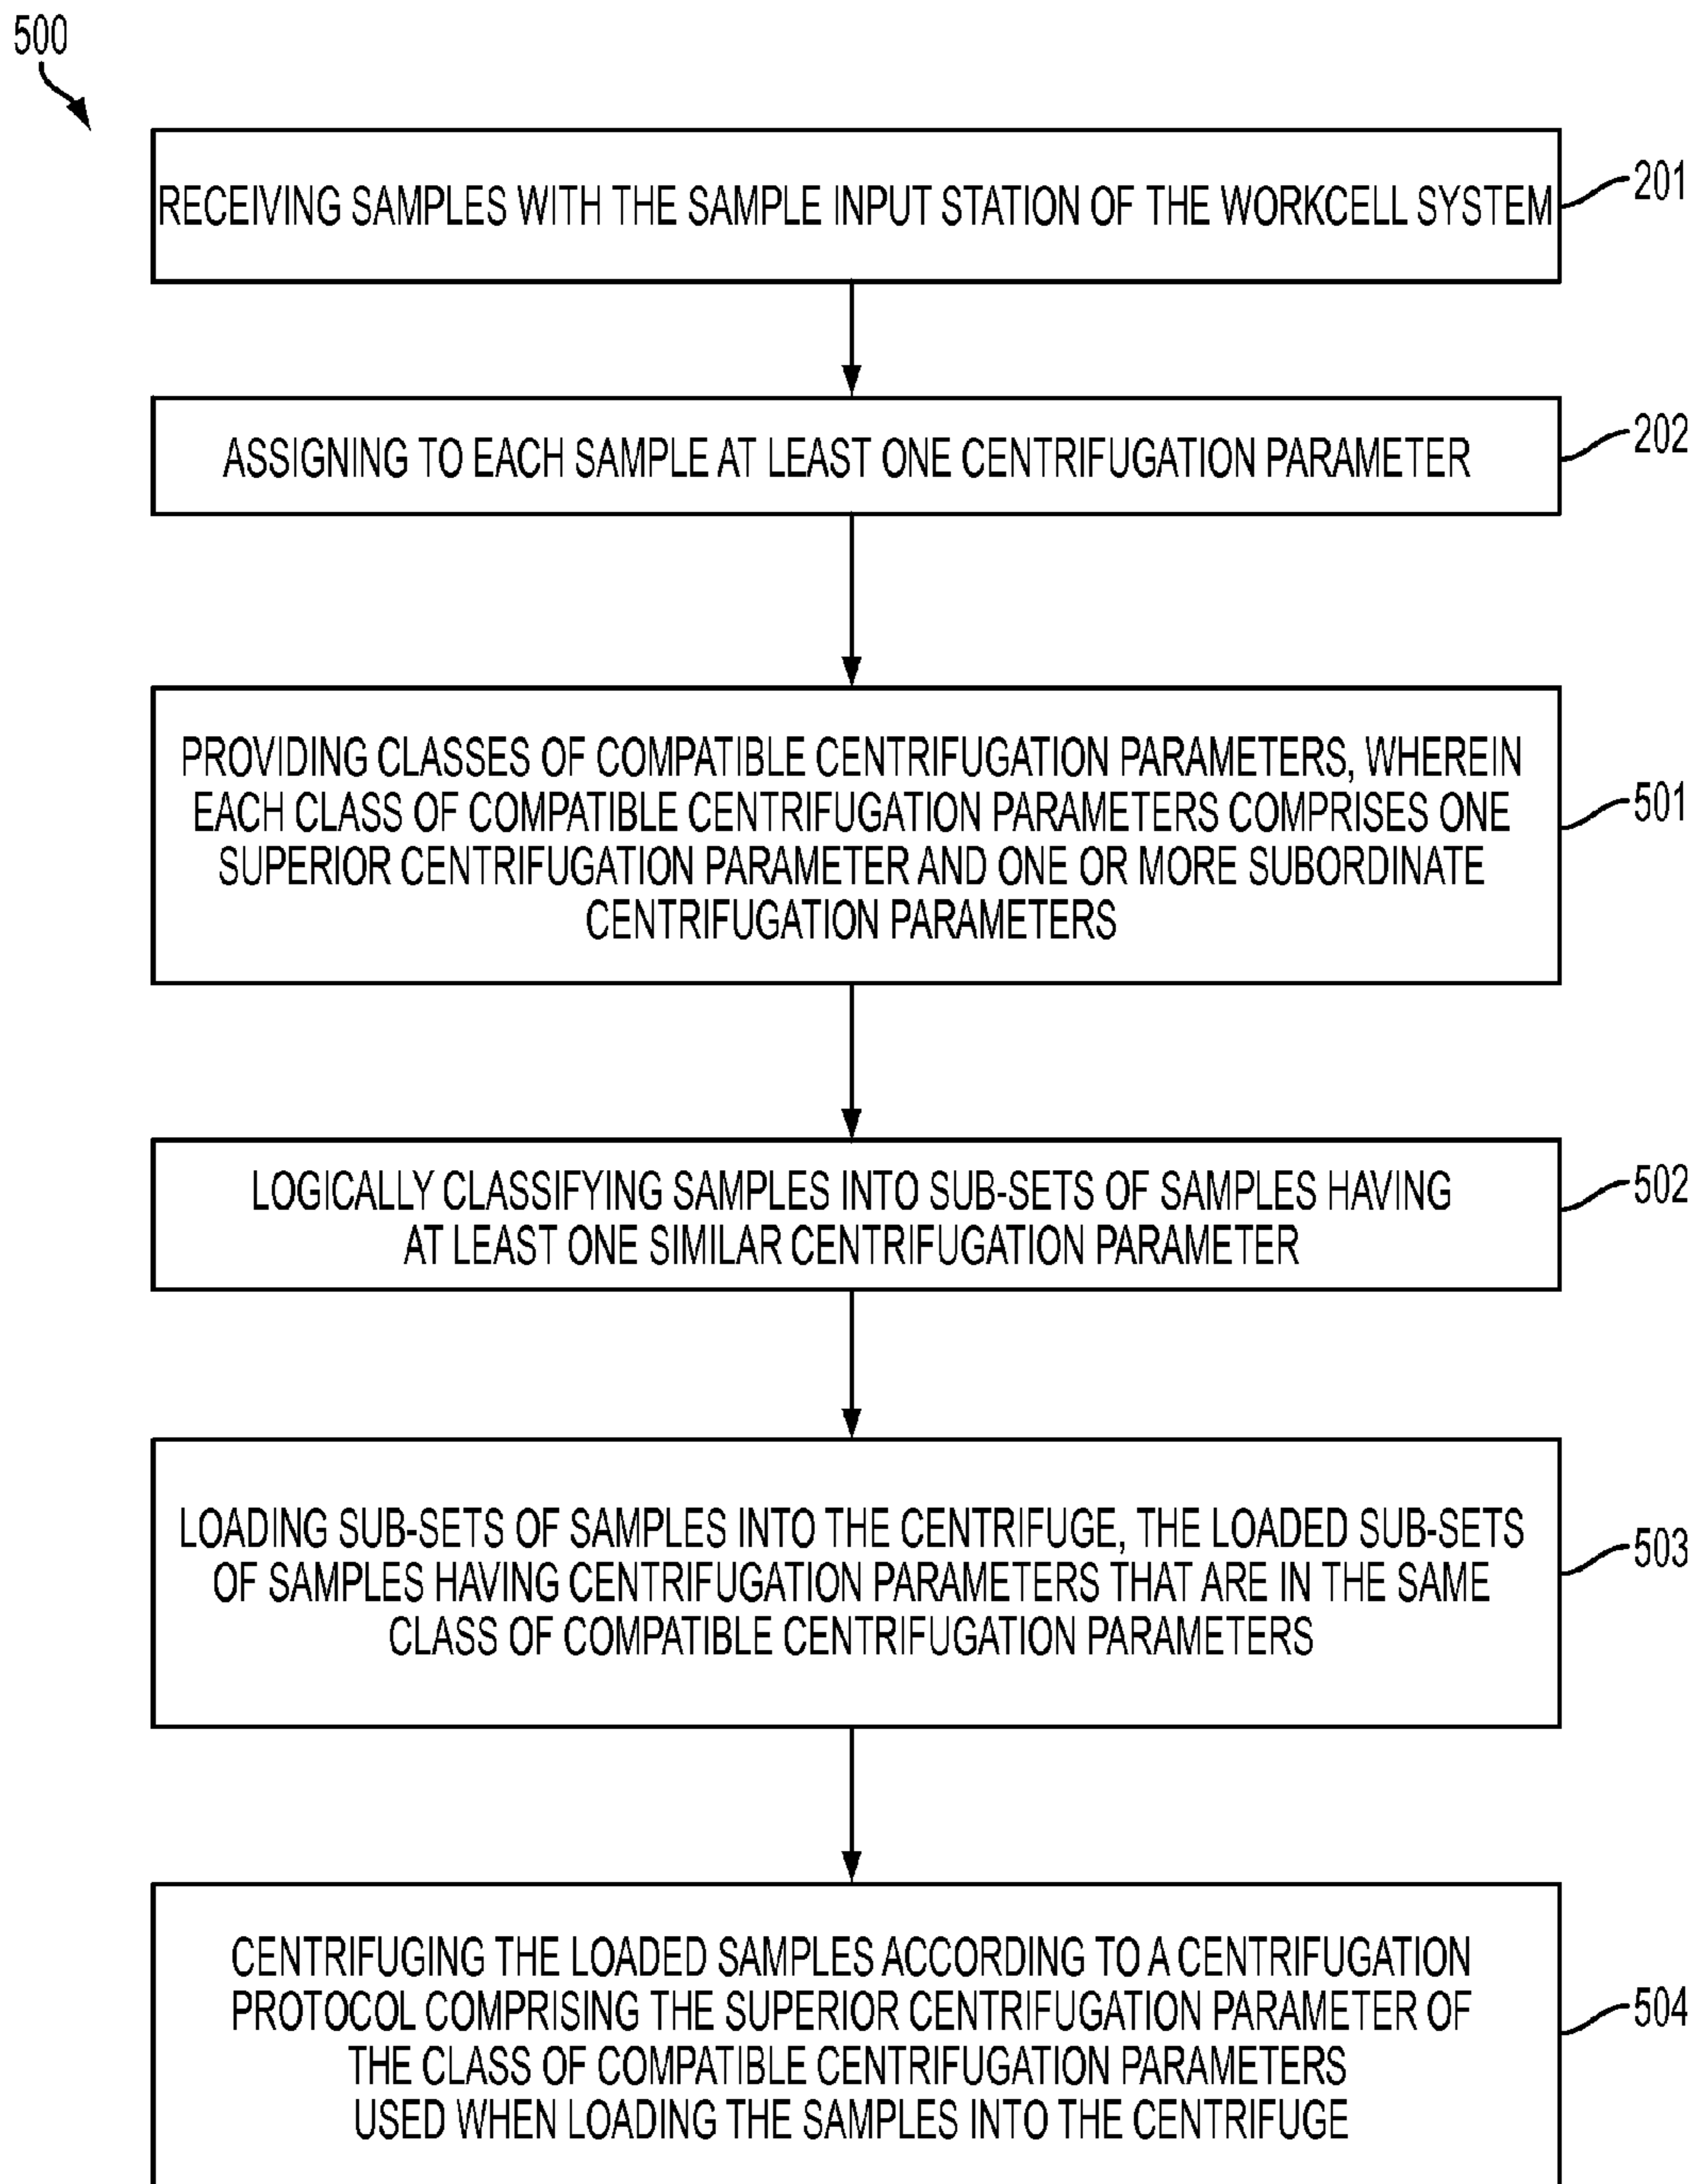 500
RECEIVING SAMPLES WITH THE SAMPLE INPUT STATION OF THE WORKCELL SYSTEM
201
ASSIGNING TO EACH SAMPLE AT LEAST ONE CENTRIFUGATION PARAMETER
202
PROVIDING CLASSES OF COMPATIBLE CENTRIFUGATION PARAMETERS, WHEREIN
EACH CLASS OF COMPATIBLE CENTRIFUGATION PARAMETERS COMPRISES ONE
SUPERIOR CENTRIFUGATION PARAMETER AND ONE OR MORE SUBORDINATE
CENTRIFUGATION PARAMETERS
501
LOGICALLY CLASSIFYING SAMPLES INTO SUB-SETS OF SAMPLES HAVING
AT LEAST ONE SIMILAR CENTRIFUGATION PARAMETER
502
LOADING SUB-SETS OF SAMPLES INTO THE CENTRIFUGE, THE LOADED SUB-SETS
OF SAMPLES HAVING CENTRIFUGATION PARAMETERS THAT ARE IN THE SAME
CLASS OF COMPATIBLE CENTRIFUGATION PARAMETERS
503
CENTRIFUGING THE LOADED SAMPLES ACCORDING TO A CENTRIFUGATION
PROTOCOL COMPRISING THE SUPERIOR CENTRIFUGATION PARAMETER OF
THE CLASS OF COMPATIBLE CENTRIFUGATION PARAMETERS
USED WHEN LOADING THE SAMPLES INTO THE CENTRIFUGE
504